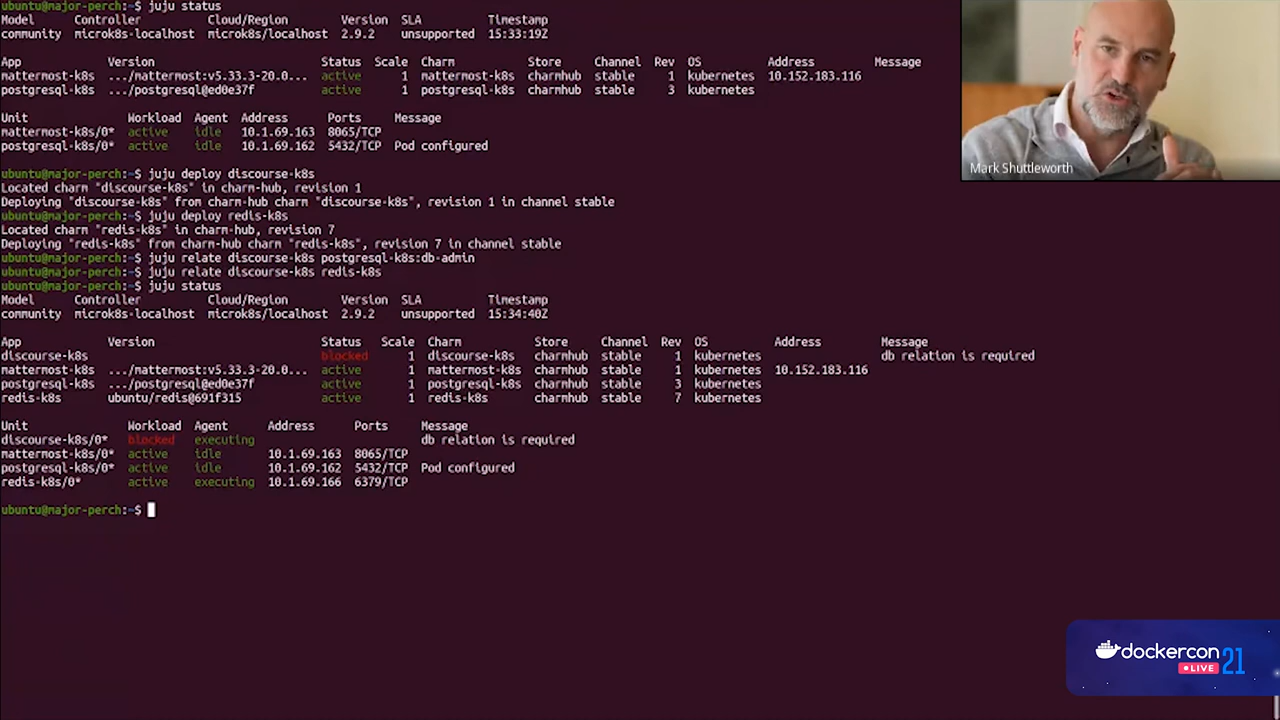 ubuntu@major-perch:~$ juju status
Model Controller Cloud/Region Version SLA Timestamp
community microk8s-localhost microk8s/localhost 2.9.2 unsupported 15:33:19Z
App Version Status Scale Charm Store Channel Rev OS Address Message
mattermost-k8s .../mattermost:v5.33.3-20.0... active 1 mattermost-k8s charmhub stable 1 kubernetes 10.152.183.116
postgresql-k8s .../postgresql@ed0e37f active 1 postgresql-k8s charmhub stable 3 kubernetes
Unit Workload Agent Address Ports Message
mattermost-k8s/0* active idle 10.1.69.163 8065/TCP
postgresql-k8s/0* active idle 10.1.69.162 5432/TCP Pod configured
ubuntu@major-perch:~$ juju deploy discourse-k8s
Located charm "discourse-k8s" in charm-hub, revision 1
Deploying "discourse-k8s" from charm-hub charm "discourse-k8s", revision 1 in channel stable
ubuntu@major-perch:~$ juju deploy redis-k8s
Located charm "redis-k8s" in charm-hub, revision 7
Deploying "redis-k8s" from charm-hub charm "redis-k8s", revision 7 in channel stable
ubuntu@major-perch:~$ juju relate discourse-k8s postgresql-k8s:db-admin
ubuntu@major-perch:~$ juju relate discourse-k8s redis-k8s
ubuntu@major-perch:~$ juju status
Model Controller Cloud/Region Version SLA Timestamp
community microk8s-localhost microk8s/localhost 2.9.2 unsupported 15:34:40Z
App Version Status Scale Charm Store Channel Rev OS Address Message
discourse-k8s blocked 1 discourse-k8s charmhub stable 1 kubernetes db relation is required
mattermost-k8s .../mattermost:v5.33.3-20.0... active 1 mattermost-k8s charmhub stable 1 kubernetes 10.152.183.116
postgresql-k8s .../postgresql@ed0e37f active 1 postgresql-k8s charmhub stable 3 kubernetes
redis-k8s ubuntu/redis@691f315 active 1 redis-k8s charmhub stable 7 kubernetes
Unit Workload Agent Address Ports Message
discourse-k8s/0* blocked executing db relation is required
mattermost-k8s/0* active idle 10.1.69.163 8065/TCP
postgresql-k8s/0* active idle 10.1.69.162 5432/TCP Pod configured
redis-k8s/0* active executing 10.1.69.166 6379/TCP
ubuntu@major-perch:~$
Mark Shuttleworth
dockercon
LIVE 21